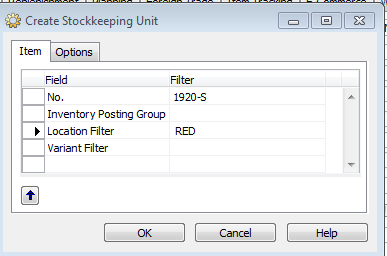 Create Stockkeeping Unit
Item Options
Field Filter
No. 1920-S
Inventory Posting Group
Location Filter RED
Variant Filter
OK Cancel Help